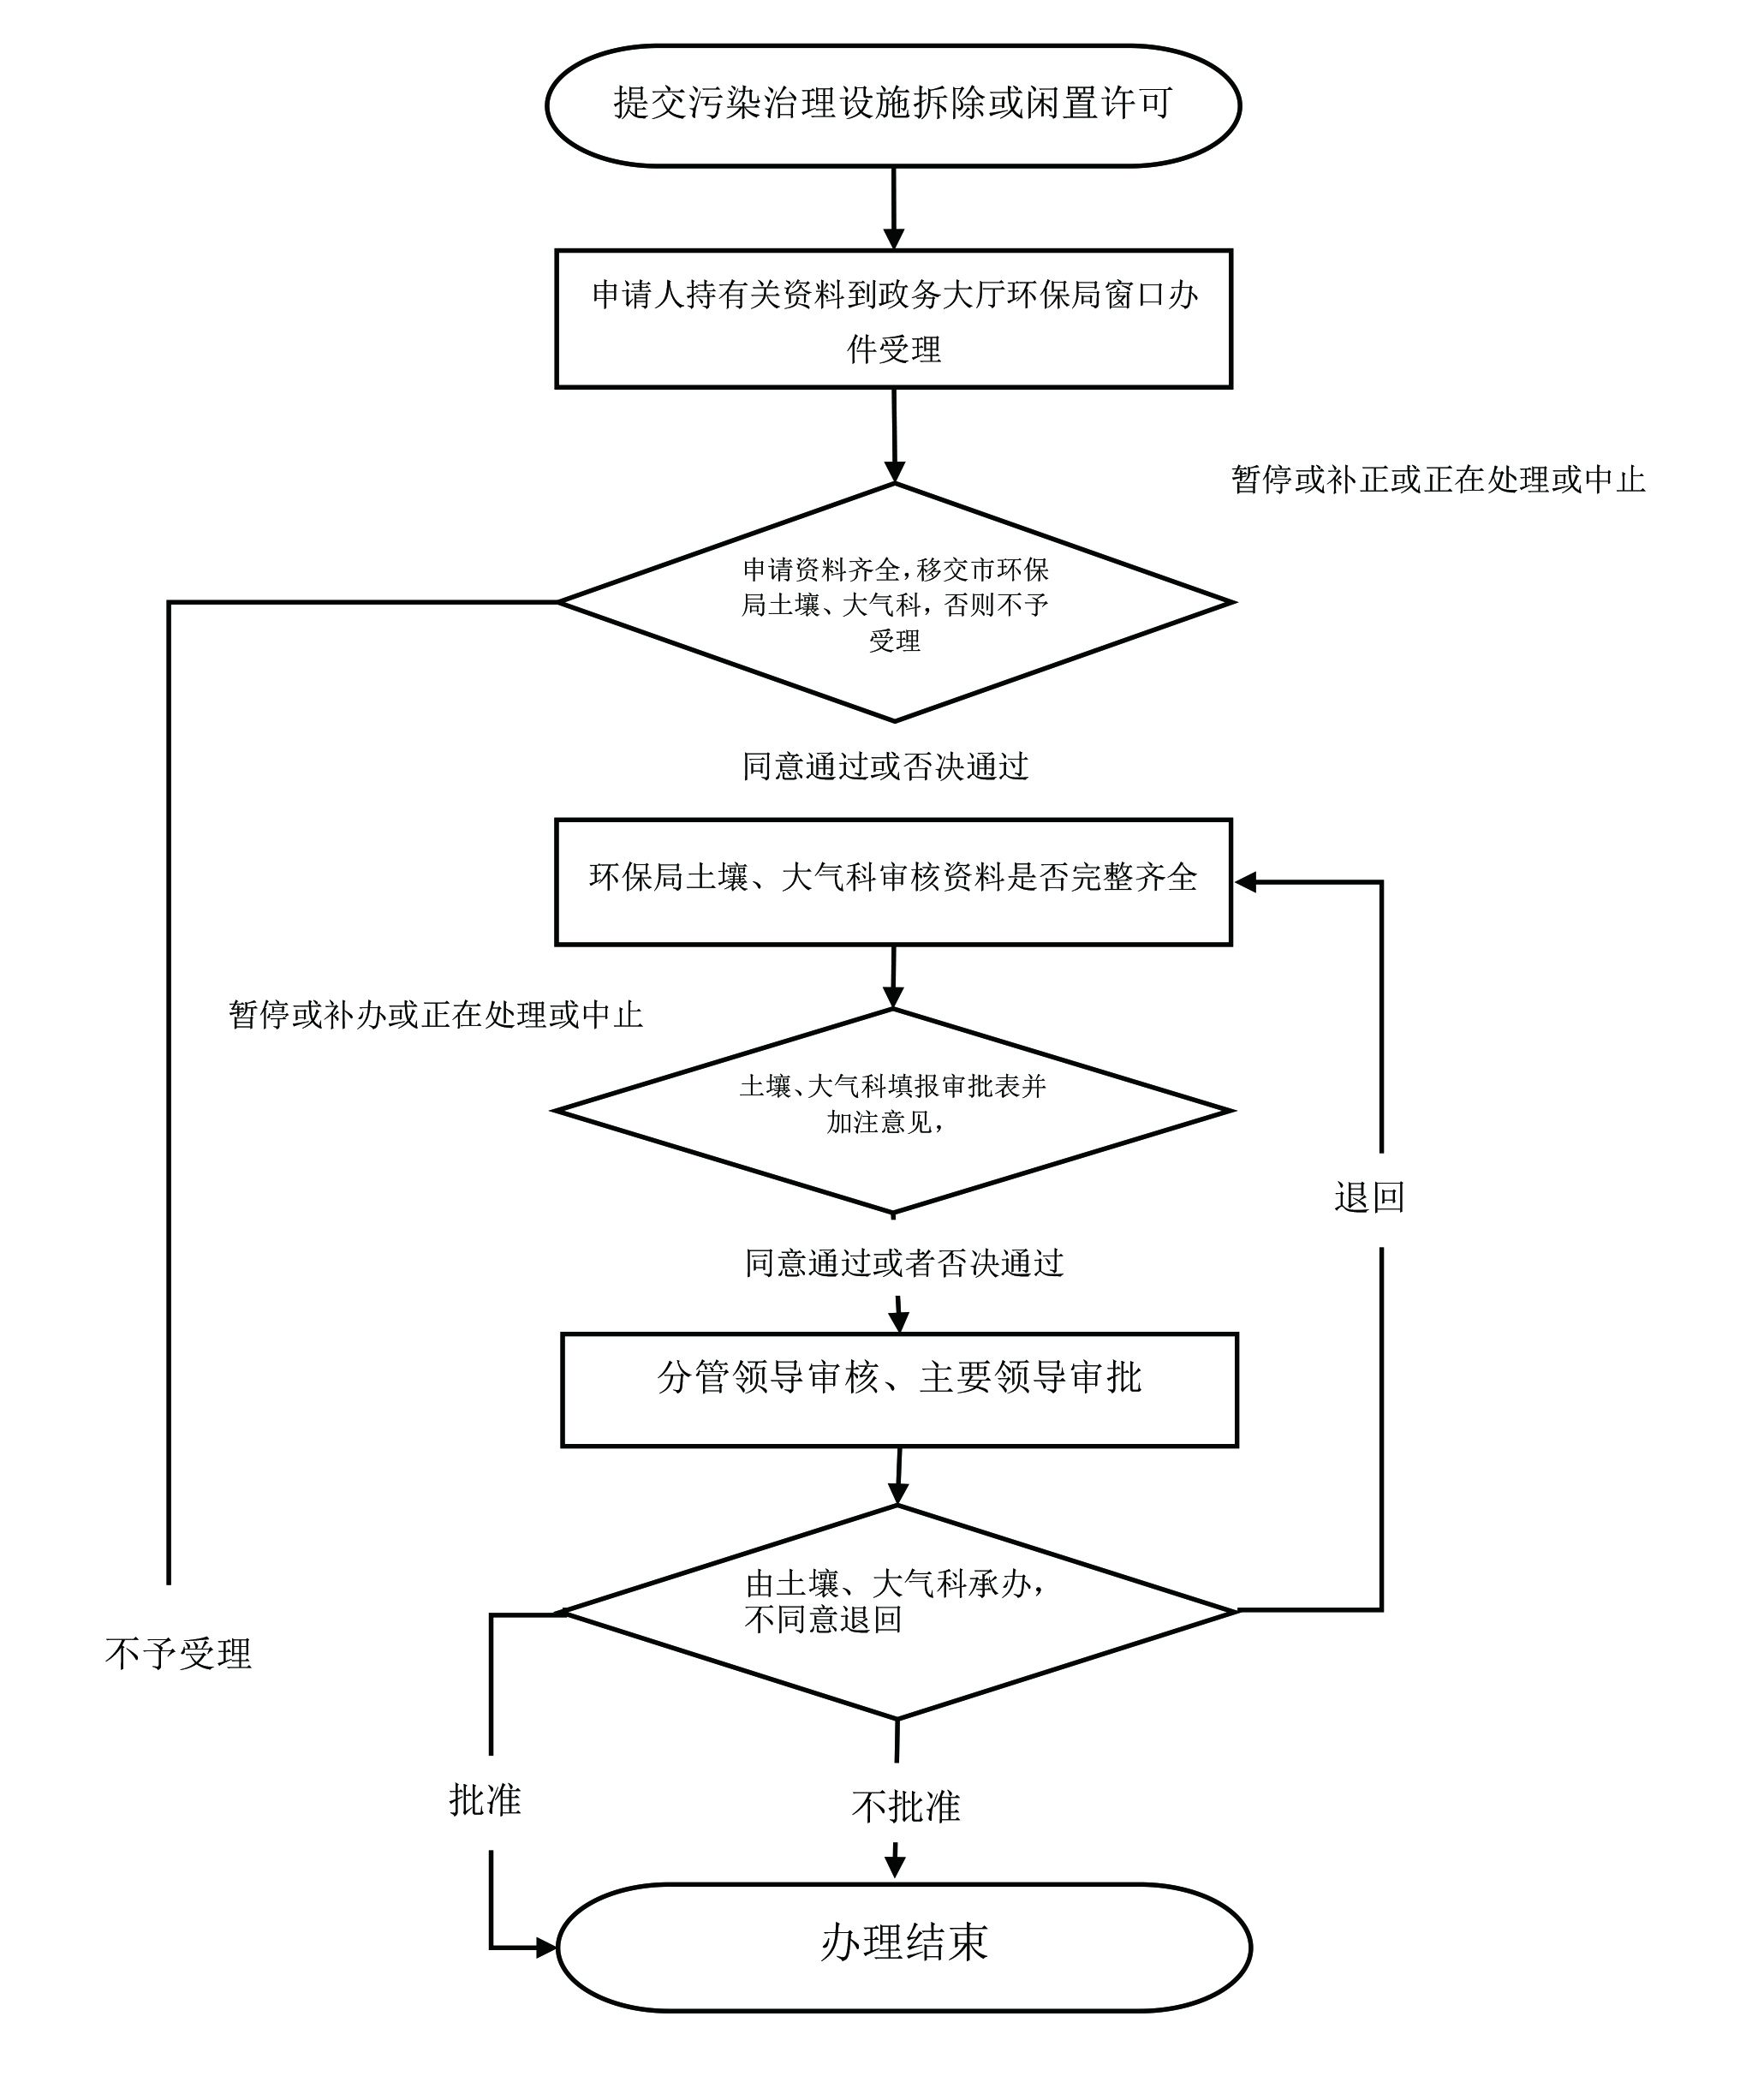 提交污染治理设施拆除或闲置许可
申请人持有关资料到政务大厅环保局窗口办
件受理
暂停或补正或正在处理或中止
申请资料齐全，移交市环保
局土壤、大气科，否则不予
受理
同意通过或否决通过
环保局土壤、大气科审核资料是否完整齐全
暂停或补办或正在处理或中止
土壤、大气科填报审批表并
加注意见，
退回
同意通过或者否决通过
分管领导审核、主要领导审批
由土壤、大气科承办，
不同意退回
不予受理
批准
不批准
办理结束